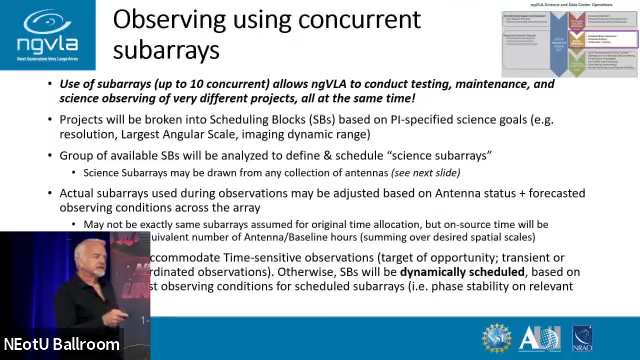 ngvla
Next Generation Very Large Array
Observing using concurrent
subarrays
• Use of subarrays (up to 10 concurrent) allows ngVLA to conduct testing, maintenance, and
science observing of very different projects, all at the same time!
• Projects will be broken into Scheduling Blocks (SBs) based on PI-specified science goals (e.g.
resolution, Largest Angular Scale, imaging dynamic range)
• Group of available SBs will be analyzed to define & schedule “science subarrays”
• Science Subarrays may be drawn from any collection of antennas (see next slide)
• Actual subarrays used during observations may be adjusted based on Antenna status + forecasted
observing conditions across the array
• May not be exactly same subarrays assumed for original time allocation, but on-source time will be
equivalent number of Antenna/Baseline hours (summing over desired spatial scales)
accommodate Time-sensitive observations (target of opportunity; transient or
observations). Otherwise, SBs will be dynamically scheduled, based on
observing conditions for scheduled subarrays (i.e. phase stability on relevant
NEotU Ballroom
NSF
AUI
NRAO